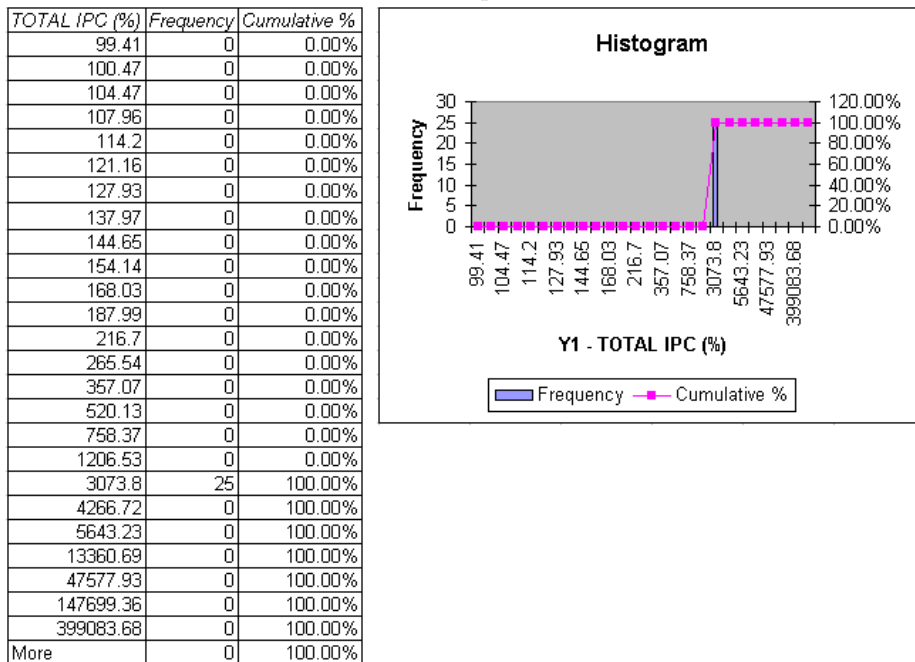 TOTAL IPC (%) Frequency Cumulative %
99.41 0 0.00%
100.47 0 0.00%
104.47 0 0.00%
107.96 0 0.00%
114.2 0 0.00%
121.16 0 0.00%
127.93 0 0.00%
137.97 0 0.00%
144.65 0 0.00%
154.14 0 0.00%
168.03 0 0.00%
187.99 0 0.00%
216.7 0 0.00%
265.54 0 0.00%
357.07 0 0.00%
520.13 0 0.00%
758.37 0 0.00%
1206.53 0 0.00%
3073.8 25 100.00%
4266.72 0 100.00%
5643.23 0 100.00%
13360.69 0 100.00%
47577.93 0 100.00%
147699.36 0 100.00%
399083.68 0 100.00%
More 0 100.00%
Histogram
Frequency
30
25
20
15
10
5
0
120.00%
100.00%
80.00%
60.00%
40.00%
20.00%
0.00%
99.41
104.47
114.2
127.93
144.65
168.03
216.7
357.07
758.37
3073.8
5643.23
47577.93
399083.68
Y1 - TOTAL IPC (%)
Frequency Cumulative %